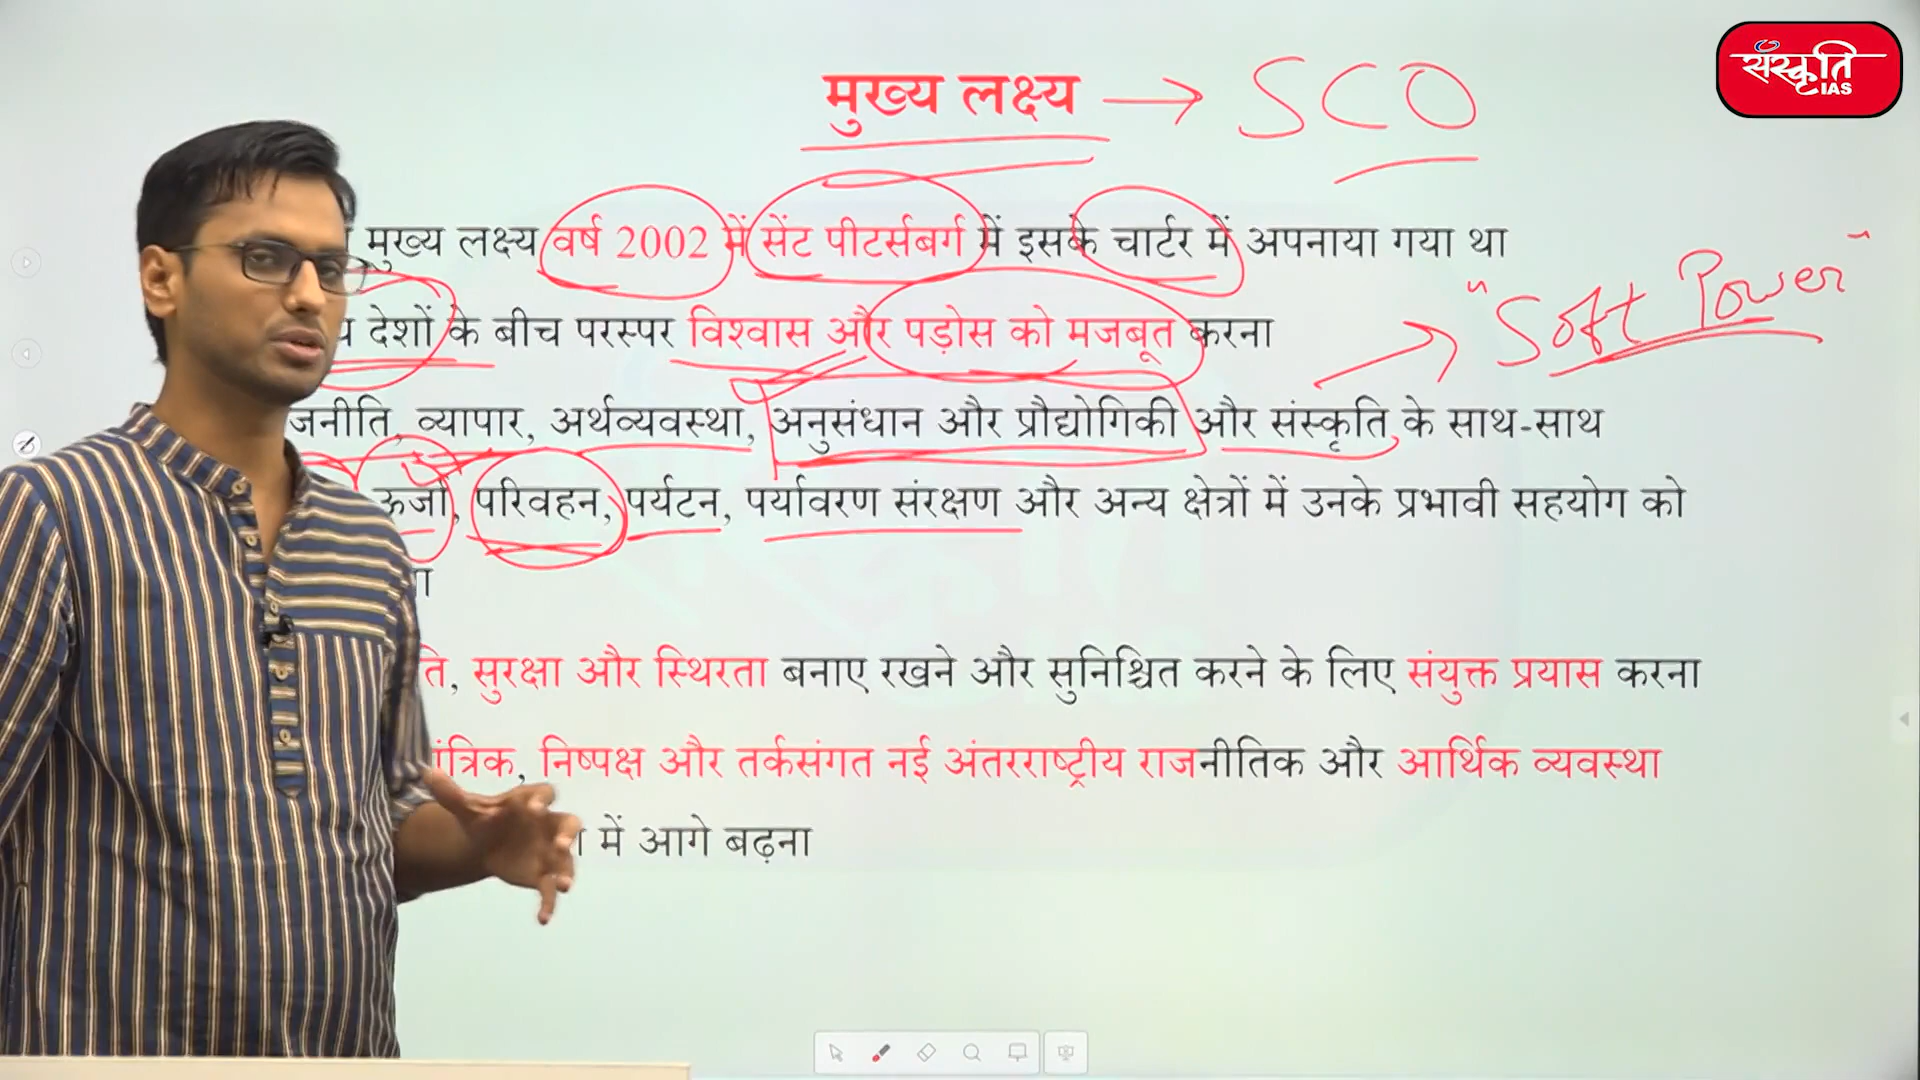 संस्कृति
IAS
मुख्य लक्ष्य → SCO
मुख्य लक्ष्य वर्ष 2002 में सेंट पीटर्सबर्ग में इसके चार्टर में अपनाया गया था
देशों के बीच परस्पर विश्वास और पड़ोस को मजबूत करना
"Soft Power"
व्यापार, अर्थव्यवस्था, अनुसंधान और प्रौद्योगिकी और संस्कृति के साथ-साथ
ऊर्जा, परिवहन, पर्यटन, पर्यावरण संरक्षण और अन्य क्षेत्रों में उनके प्रभावी सहयोग को
सुरक्षा और स्थिरता बनाए रखने और सुनिश्चित करने के लिए संयुक्त प्रयास करना
निष्पक्ष और तर्कसंगत नई अंतरराष्ट्रीय राजनीतिक और आर्थिक व्यवस्था
में आगे बढ़ना